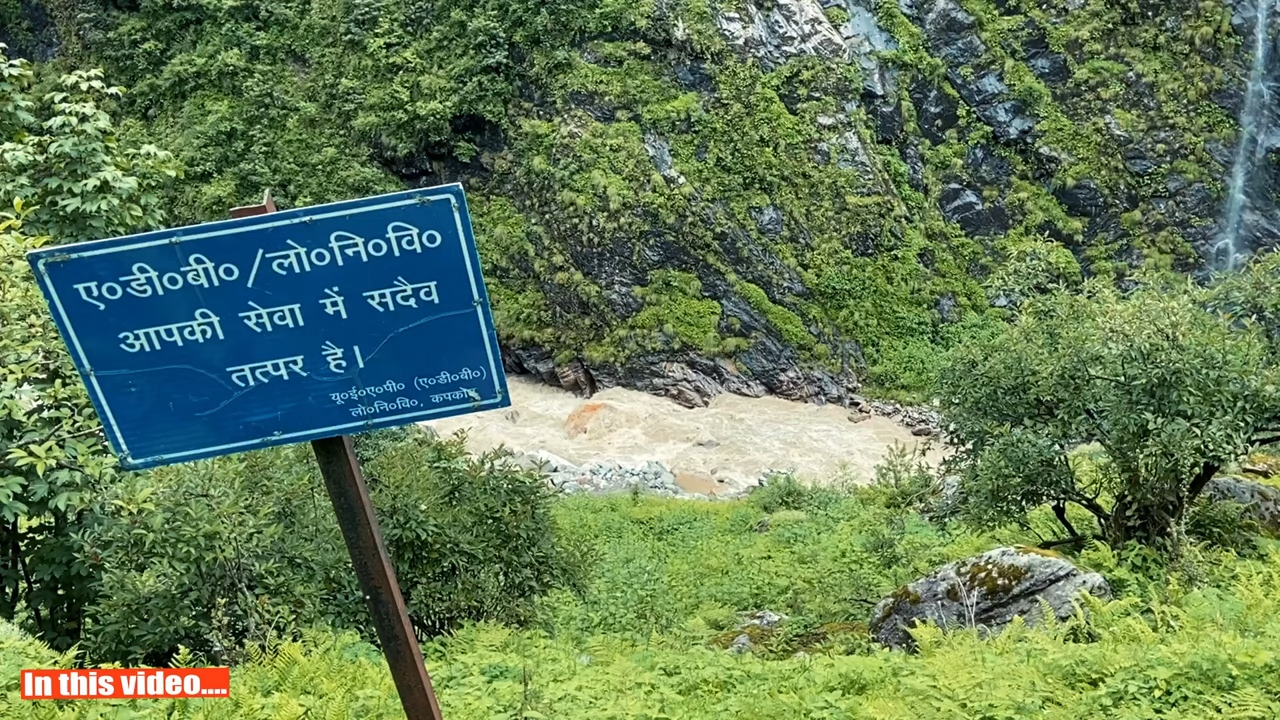 ए०डी०बी० / लो०नि०वि०
आपकी सेवा में सदैव
तत्पर है।
यू०ई०ए०पी० (ए०डी०बी०)
लो०नि०वि०, कपकोट
In this video....